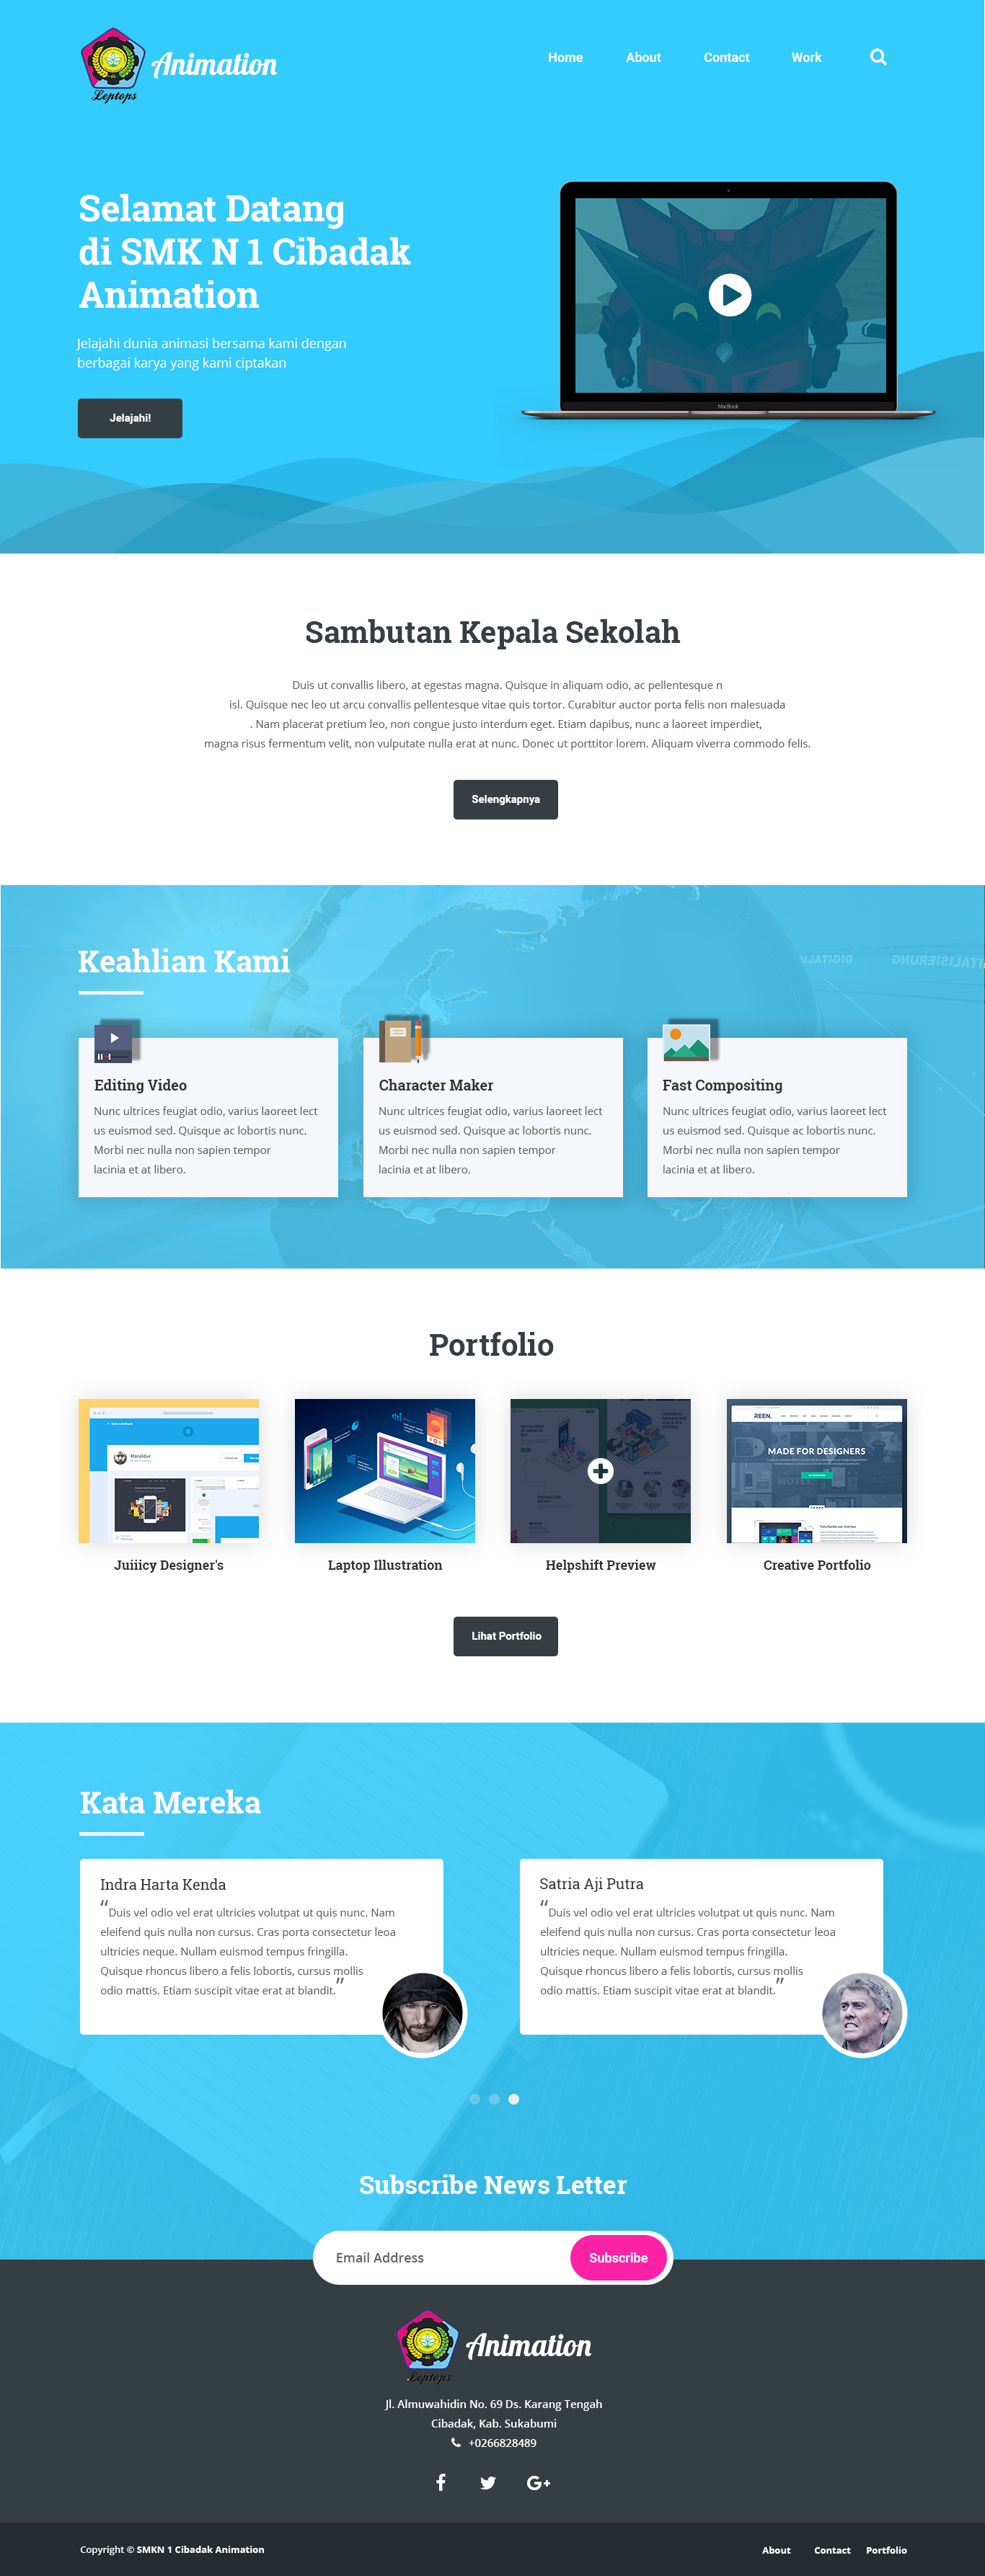 Animation
Leptops
Home About Contact Work
Selamat Datang
di SMK N 1 Cibadak
Animation
Jelajahi dunia animasi bersama kami dengan
berbagai karya yang kami ciptakan
Jelajahi!
MacBook
Sambutan Kepala Sekolah
Duis ut convallis libero, at egestas magna. Quisque in aliquam odio, ac pellentesque n
isl. Quisque nec leo ut arcu convallis pellentesque vitae quis tortor. Curabitur auctor porta felis non malesuada
. Nam placerat pretium leo, non congue justo interdum eget. Etiam dapibus, nunc a laoreet imperdiet,
magna risus fermentum velit, non vulputate nulla erat at nunc. Donec ut porttitor lorem. Aliquam viverra commodo felis.
Selengkapnya
Keahlian Kami
Editing Video
Nunc ultrices feugiat odio, varius laoreet lect
us euismod sed. Quisque ac lobortis nunc.
Morbi nec nulla non sapien tempor
lacinia et at libero.
Character Maker
Nunc ultrices feugiat odio, varius laoreet lect
us euismod sed. Quisque ac lobortis nunc.
Morbi nec nulla non sapien tempor
lacinia et at libero.
Fast Compositing
Nunc ultrices feugiat odio, varius laoreet lect
us euismod sed. Quisque ac lobortis nunc.
Morbi nec nulla non sapien tempor
lacinia et at libero.
Portfolio
REEN.
MADE FOR DESIGNERS
Juiiicy Designer's
Laptop Illustration
Helpshift Preview
Creative Portfolio
Lihat Portfolio
Kata Mereka
Indra Harta Kenda
“Duis vel odio vel erat ultricies volutpat ut quis nunc. Nam
eleifend quis nulla non cursus. Cras porta consectetur leoa
ultricies neque. Nullam euismod tempus fringilla.
Quisque rhoncus libero a felis lobortis, cursus mollis
odio mattis. Etiam suscipit vitae erat at blandit.”
Satria Aji Putra
“Duis vel odio vel erat ultricies volutpat ut quis nunc. Nam
eleifend quis nulla non cursus. Cras porta consectetur leoa
ultricies neque. Nullam euismod tempus fringilla.
Quisque rhoncus libero a felis lobortis, cursus mollis
odio mattis. Etiam suscipit vitae erat at blandit.”
Subscribe News Letter
Email Address
Subscribe
Animation
Leptops
Jl. Almuwahidin No. 69 Ds. Karang Tengah
Cibadak, Kab. Sukabumi
+0266828489
Copyright © SMKN 1 Cibadak Animation
About Contact Portfolio